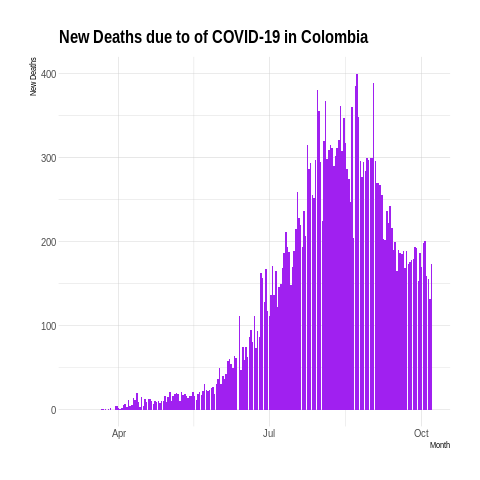 New Deaths due to of COVID-19 in Colombia
New Deaths
400
300
200
100
0
Apr
Jul
Oct
Month